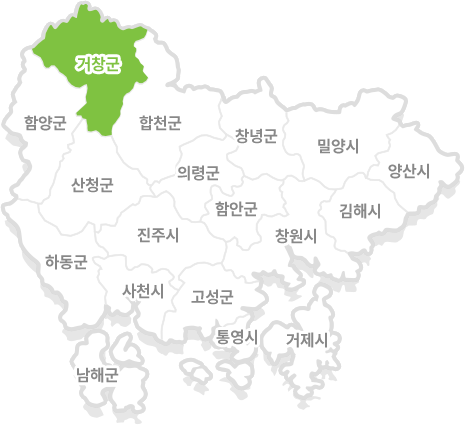 거창군
함양군
합천군
창녕군
밀양시
양산시
의령군
산청군
함안군
김해시
진주시
창원시
하동군
사천시
고성군
통영시
거제시
남해군